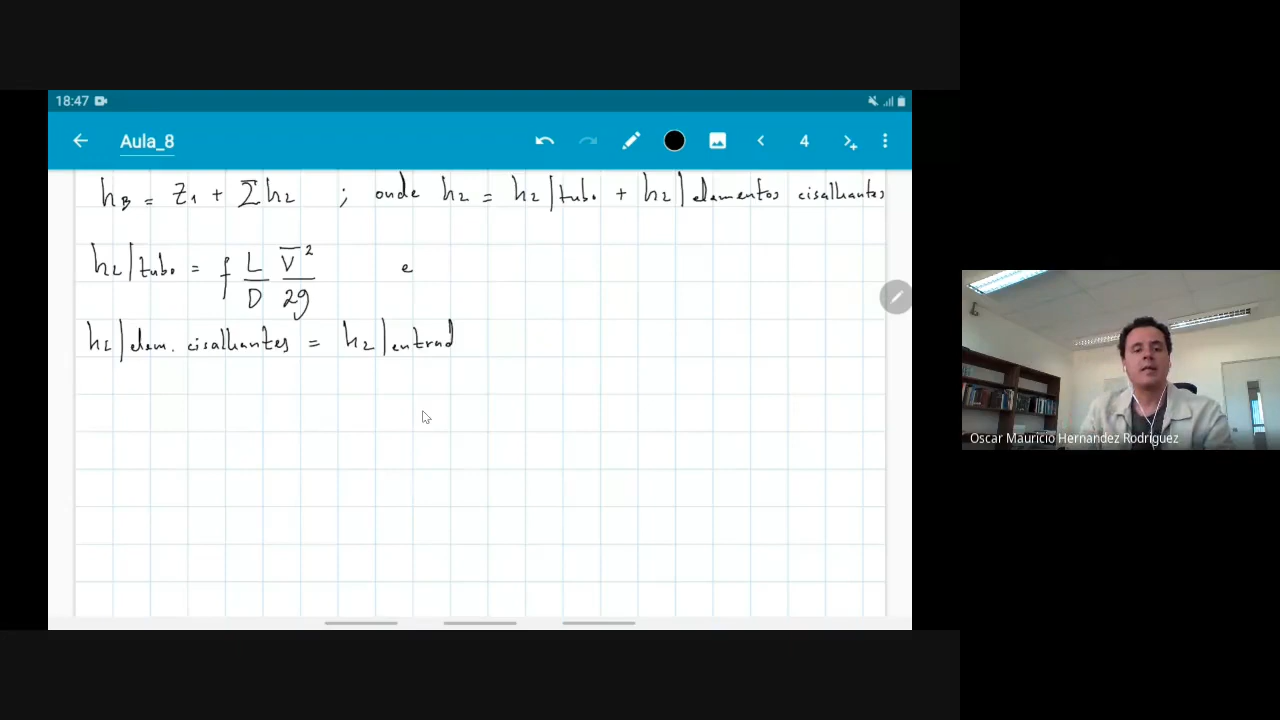 18:47
Aula_8
4
h_B = z_1 + Σh_L ; onde h_L = h_L|tubo + h_L|elementos cisalhantes
h_L|tubo = f L/D V̅²/2g e
h_L|elem. cisalhantes = h_L|entrad
Oscar Mauricio Hernandez Rodriguez